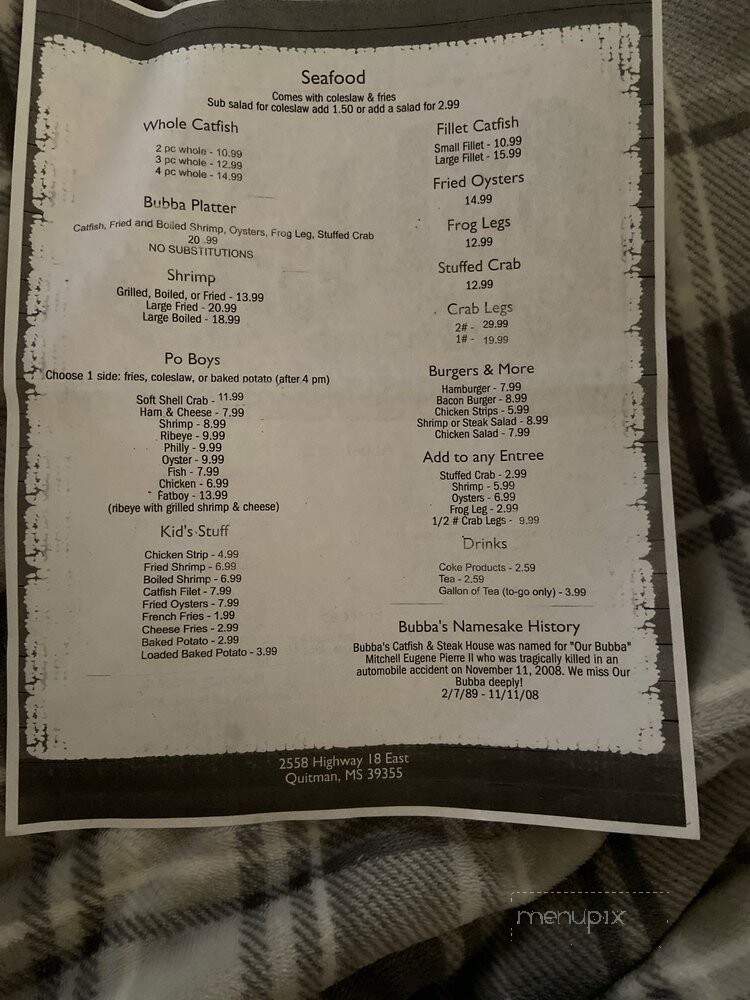 Seafood
Comes with coleslaw & fries
Sub salad for coleslaw add 1.50 or add a salad for 2.99
Whole Catfish
2 pc whole - 10.99
3 pc whole - 12.99
4 pc whole - 14.99
Bubba Platter
Catfish, Fried and Boiled Shrimp, Oysters, Frog Leg, Stuffed Crab
20 .99
NO SUBSTITUTIONS
Shrimp
Grilled, Boiled, or Fried - 13.99
Large Fried - 20.99
Large Boiled - 18.99
Po Boys
Choose 1 side: fries, coleslaw, or baked potato (after 4 pm)
Soft Shell Crab - 11.99
Ham & Cheese - 7.99
Shrimp - 8.99
Ribeye - 9.99
Philly - 9.99
Oyster - 9.99
Fish - 7.99
Chicken - 6.99
Fatboy - 13.99
(ribeye with grilled shrimp & cheese)
Kid's Stuff
Chicken Strip - 4.99
Fried Shrimp - 6.99
Boiled Shrimp - 6.99
Catfish Filet - 7.99
Fried Oysters - 7.99
French Fries - 1.99
Cheese Fries - 2.99
Baked Potato - 2.99
Loaded Baked Potato - 3.99
Fillet Catfish
Small Fillet - 10.99
Large Fillet - 15.99
Fried Oysters
14.99
Frog Legs
12.99
Stuffed Crab
12.99
Crab Legs
2# - 29.99
1# - 19.99
Burgers & More
Hamburger - 7.99
Bacon Burger - 8.99
Chicken Strips - 5.99
Shrimp or Steak Salad - 8.99
Chicken Salad - 7.99
Add to any Entree
Stuffed Crab - 2.99
Shrimp - 5.99
Oysters - 6.99
Frog Leg - 2.99
1/2 # Crab Legs - 9.99
Drinks
Coke Products - 2.59
Tea - 2.59
Gallon of Tea (to-go only) - 3.99
Bubba's Namesake History
Bubba's Catfish & Steak House was named for "Our Bubba"
Mitchell Eugene Pierre II who was tragically killed in an
automobile accident on November 11, 2008. We miss Our
Bubba deeply!
2/7/89 - 11/11/08
2558 Highway 18 East
Quitman, MS 39355
menupix